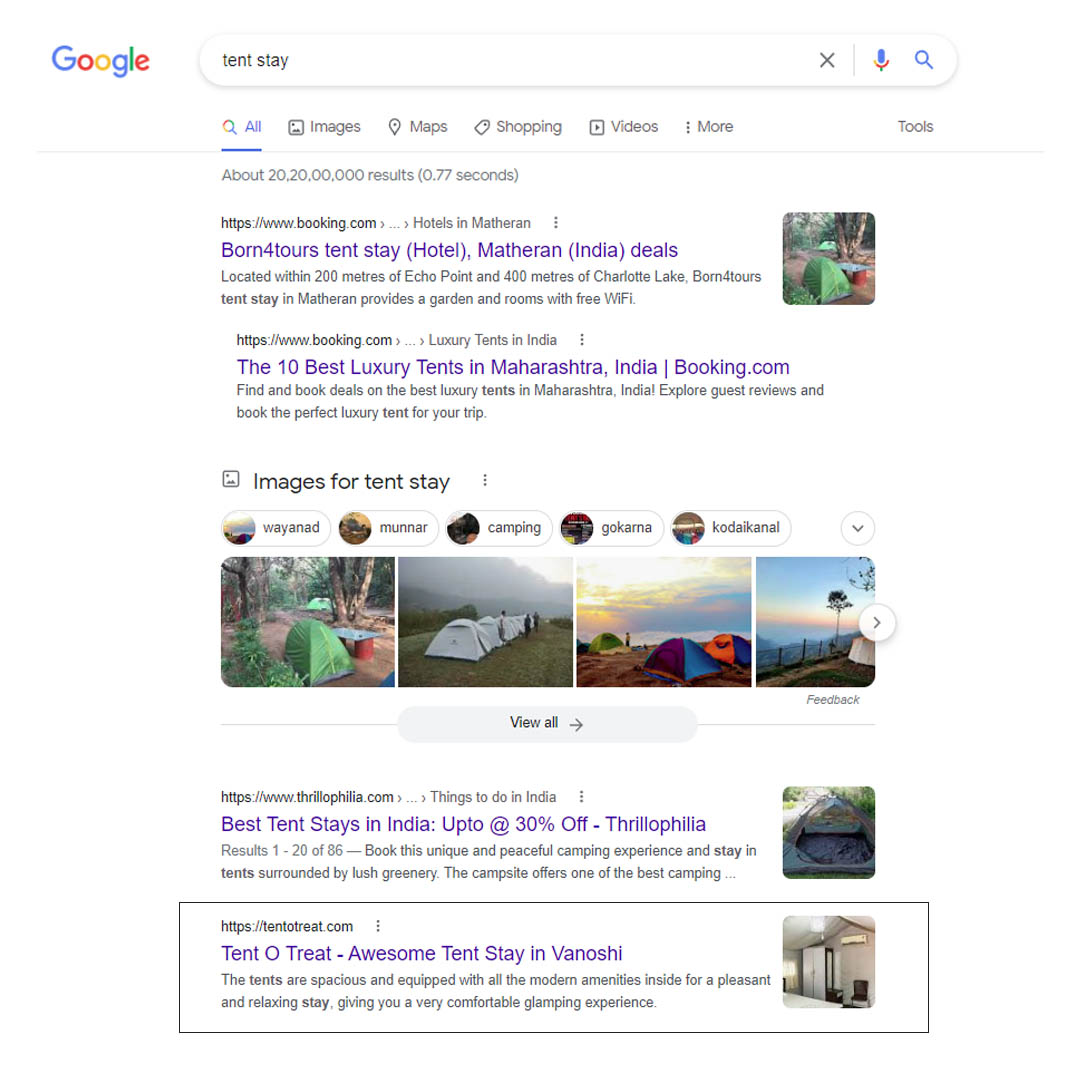 Google
tent stay
All Images Maps Shopping Videos More Tools
About 20,20,00,000 results (0.77 seconds)
https://www.booking.com › ... › Hotels in Matheran
Born4tours tent stay (Hotel), Matheran (India) deals
Located within 200 metres of Echo Point and 400 metres of Charlotte Lake, Born4tours
tent stay in Matheran provides a garden and rooms with free WiFi.
https://www.booking.com › ... › Luxury Tents in India
The 10 Best Luxury Tents in Maharashtra, India | Booking.com
Find and book deals on the best luxury tents in Maharashtra, India! Explore guest reviews and
book the perfect luxury tent for your trip.
Images for tent stay
wayanad munnar camping gokarna kodaikanal
Feedback
View all
https://www.thrillophilia.com › ... › Things to do in India
Best Tent Stays in India: Upto @ 30% Off - Thrillophilia
Results 1 - 20 of 86 — Book this unique and peaceful camping experience and stay in
tents surrounded by lush greenery. The campsite offers one of the best camping ...
https://tentotreat.com
Tent O Treat - Awesome Tent Stay in Vanoshi
The tents are spacious and equipped with all the modern amenities inside for a pleasant
and relaxing stay, giving you a very comfortable glamping experience.